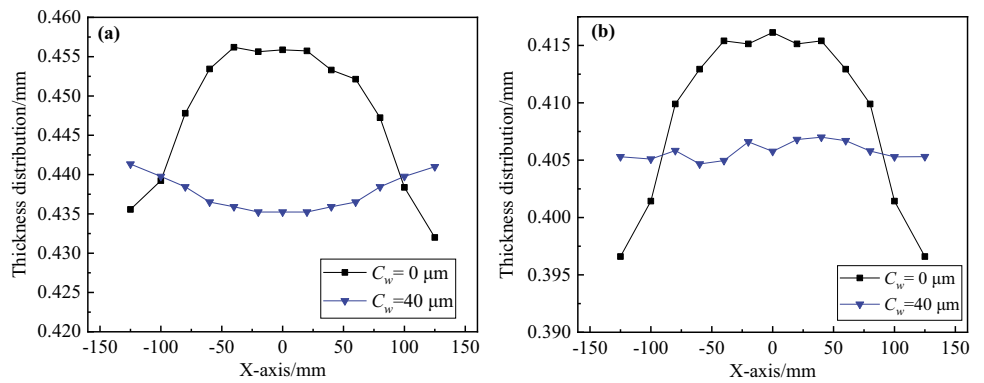 (a)
Thickness distribution/mm
0.460
0.455
0.450
0.445
0.440
0.435
0.430
0.425
0.420
-150 -100 -50 0 50 100 150
X-axis/mm
C_w= 0 μm
C_w=40 μm
(b)
Thickness distribution/mm
0.415
0.410
0.405
0.400
0.395
0.390
-150 -100 -50 0 50 100 150
X-axis/mm
C_w= 0 μm
C_w=40 μm